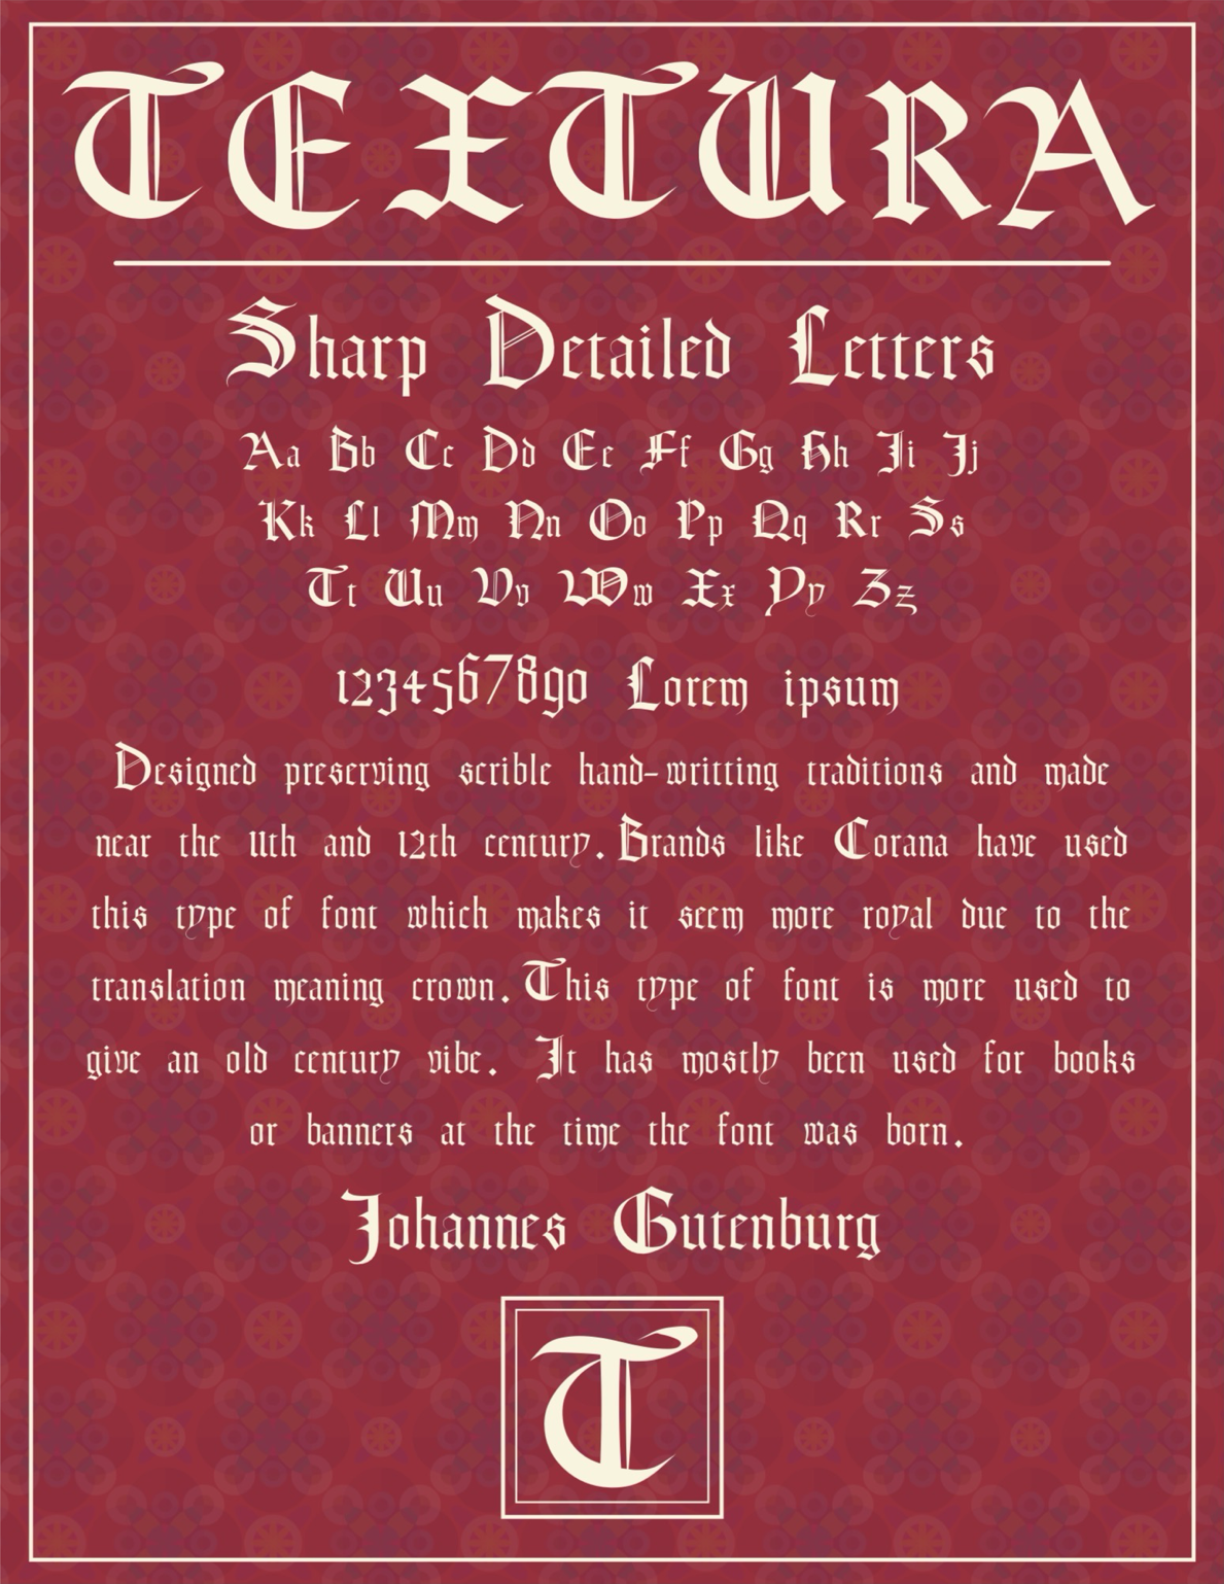 TEXTURA
Sharp Detailed Letters
Aa Bb Cc Dd Ee Ff Gg Hh Ii Jj
Kk Ll Mm Nn Oo Pp Qq Rr Ss
Tt Uu Vv Ww Xx Yy Zz
1234567890 Lorem ipsum
Designed preserving scrible hand-writting traditions and made
near the 11th and 12th century. Brands like Corana have used
this type of font which makes it seem more royal due to the
translation meaning crown. This type of font is more used to
give an old century vibe. It has mostly been used for books
or banners at the time the font was born.
Johannes Gutenburg
T